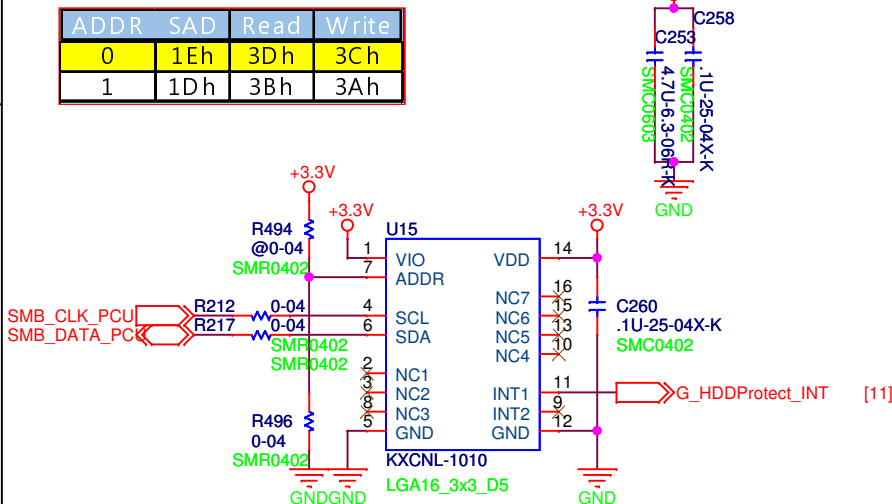 ADDR SAD Read Write
0 1Eh 3Dh 3Ch
1 1Dh 3Bh 3Ah
C258
C253
.1U-25-04X-K
SMC0402
4.7U-6.3-06R-K
SMC0603
GND
+3.3V
+3.3V
+3.3V
R494
@0-04
SMR0402
U15
1 VIO
7 ADDR
4 SCL
6 SDA
2 NC1
3 NC2
8 NC3
5 GND
VDD 14
NC7 16
NC6 15
NC5 13
NC4 10
INT1 11
INT2 9
GND 12
SMB_CLK_PCU
R212 0-04
SMB_DATA_PCU
R217 0-04
SMR0402
SMR0402
C260
.1U-25-04X-K
SMC0402
G_HDDProtect_INT [11]
R496
0-04
SMR0402
KXCNL-1010
LGA16_3x3_D5
GND
GND
GND